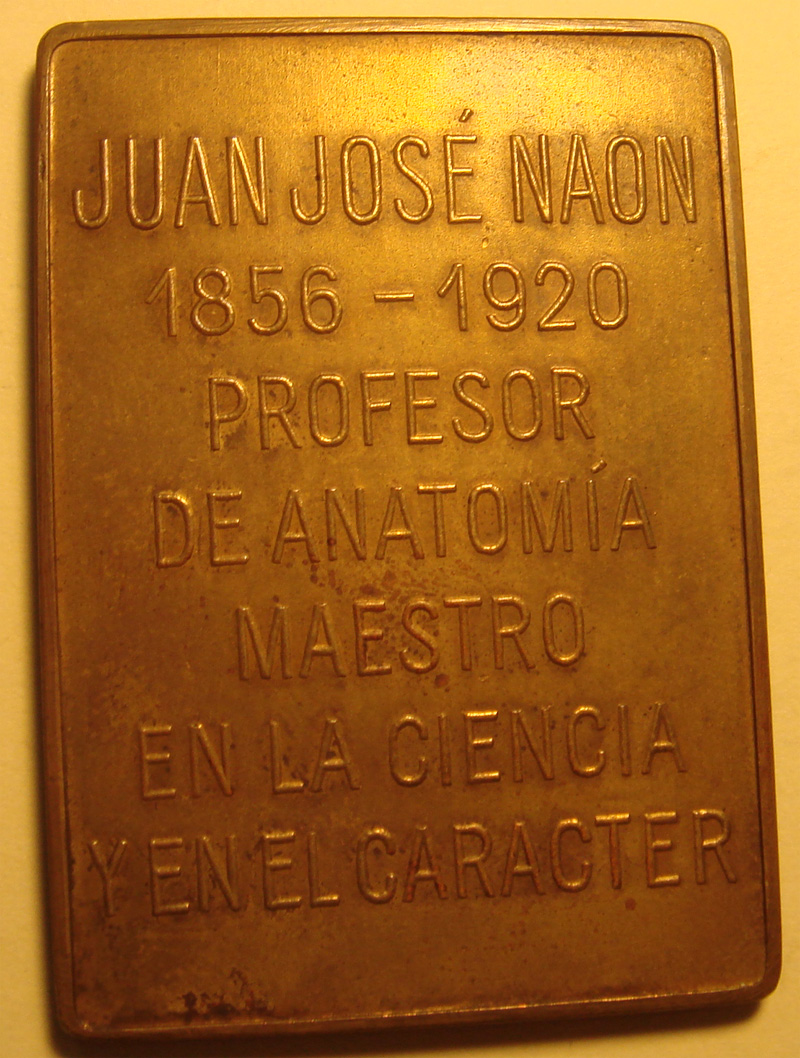 JUAN JOSÉ NAON
1856 - 1920
PROFESOR
DE ANATOMÍA
MAESTRO
EN LA CIENCIA
Y EN EL CARACTER